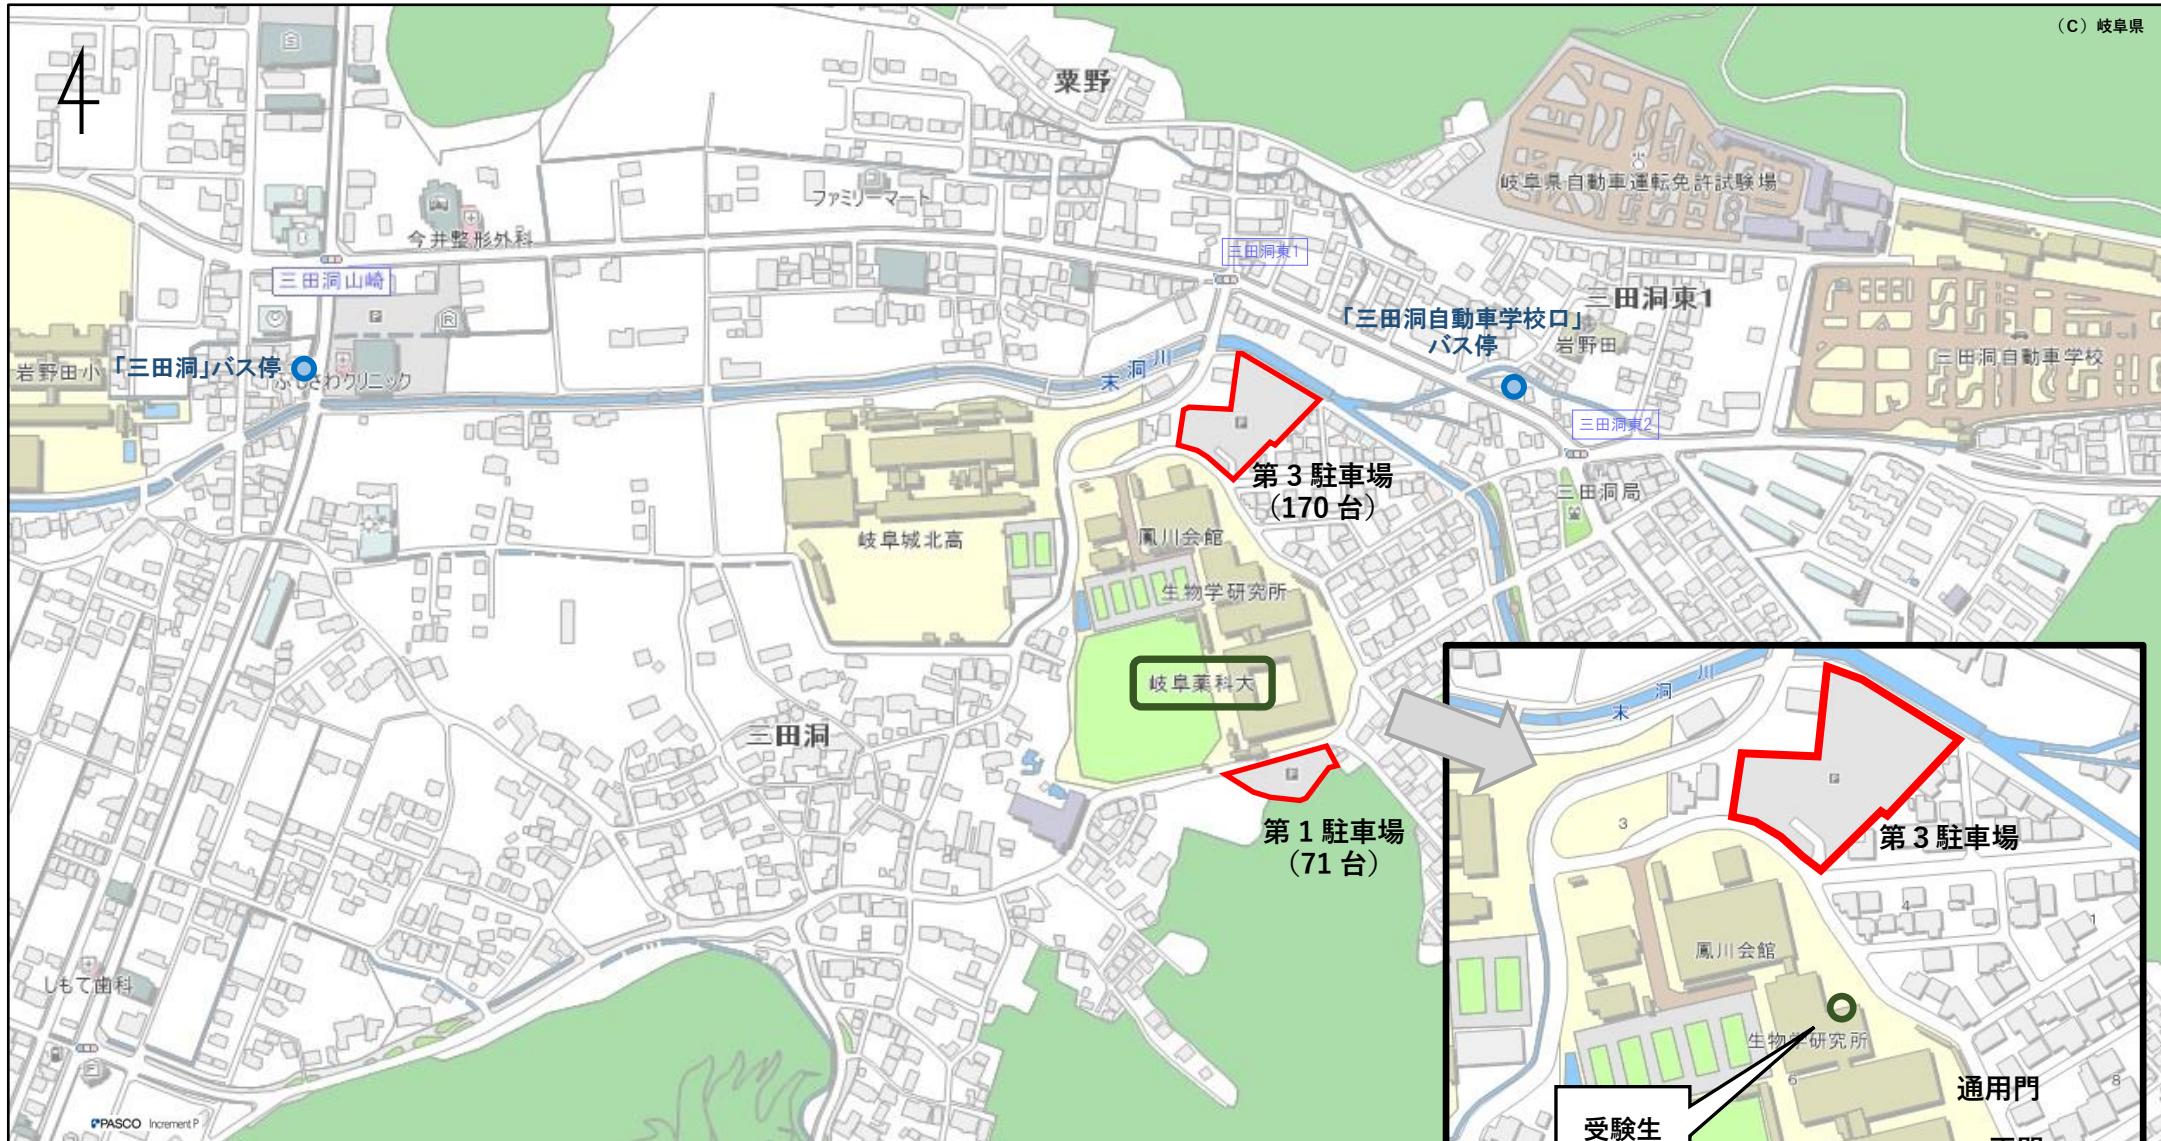 （C）岐阜県
粟野
岐阜県自動車運転免許試験場
ファミリーマート
今井整形外科
三田洞東1
三田洞山崎
三田洞東1
「三田洞自動車学校口」
バス停
岩野田
三田洞自動車学校
岩野田小
「三田洞」バス停
ふじさわクリニック
末洞川
三田洞東2
第３駐車場
（170 台）
三田洞局
岐阜城北高
鳳川会館
生物学研究所
岐阜薬科大
三田洞
第１駐車場
（71 台）
しもて歯科
PASCO Increment P
末洞川
3
第３駐車場
4
1
鳳川会館
生物学研究所
6
8
通用門
受験生